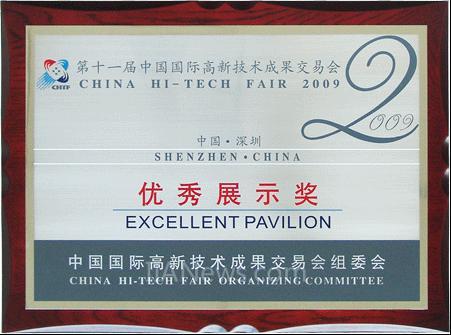 第十一届中国国际高新技术成果交易会
CHTF
CHINA HI-TECH FAIR 2009
2009
中国·深圳
SHENZHEN·CHINA
优秀展示奖
EXCELLENT PAVILION
中国国际高新技术成果交易会组委会
CHINA HI-TECH FAIR ORGANIZING COMMITTEE